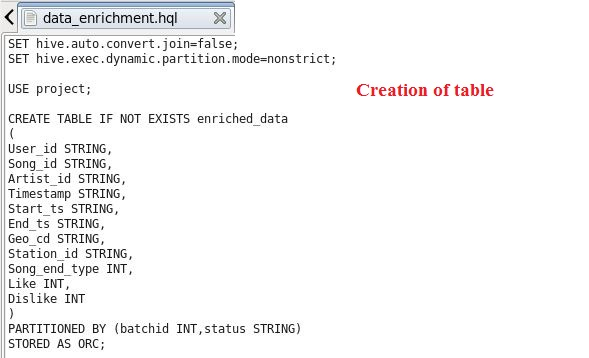 data_enrichment.hql
SET hive.auto.convert.join=false;
SET hive.exec.dynamic.partition.mode=nonstrict;
USE project;
Creation of table
CREATE TABLE IF NOT EXISTS enriched_data
(
User_id STRING,
Song_id STRING,
Artist_id STRING,
Timestamp STRING,
Start_ts STRING,
End_ts STRING,
Geo_cd STRING,
Station_id STRING,
Song_end_type INT,
Like INT,
Dislike INT
)
PARTITIONED BY (batchid INT,status STRING)
STORED AS ORC;